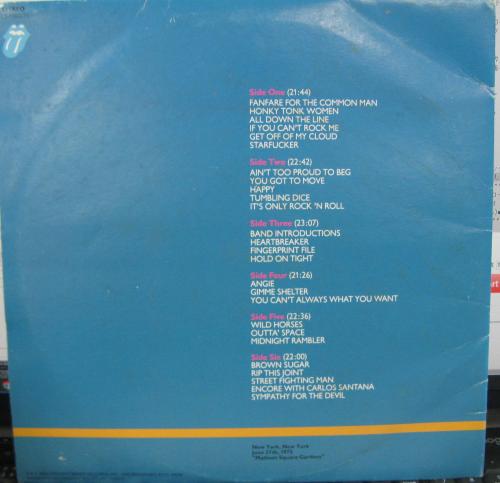 STEREO
Side One (21:44)
FANFARE FOR THE COMMON MAN
HONKY TONK WOMEN
ALL DOWN THE LINE
IF YOU CAN'T ROCK ME
GET OFF OF MY CLOUD
STARFUCKER
Side Two (22:42)
AIN'T TOO PROUD TO BEG
YOU GOT TO MOVE
HAPPY
TUMBLING DICE
IT'S ONLY ROCK 'N ROLL
Side Three (23:07)
BAND INTRODUCTIONS
HEARTBREAKER
FINGERPRINT FILE
HOLD ON TIGHT
Side Four (21:26)
ANGIE
GIMME SHELTER
YOU CAN'T ALWAYS WHAT YOU WANT
Side Five (22:36)
WILD HORSES
OUTTA' SPACE
MIDNIGHT RAMBLER
Side Six (22:00)
BROWN SUGAR
RIP THIS JOINT
STREET FIGHTING MAN
ENCORE WITH CARLOS SANTANA
SYMPATHY FOR THE DEVIL
New York, New York
June 27th, 1975
"Madison Square Gardens"